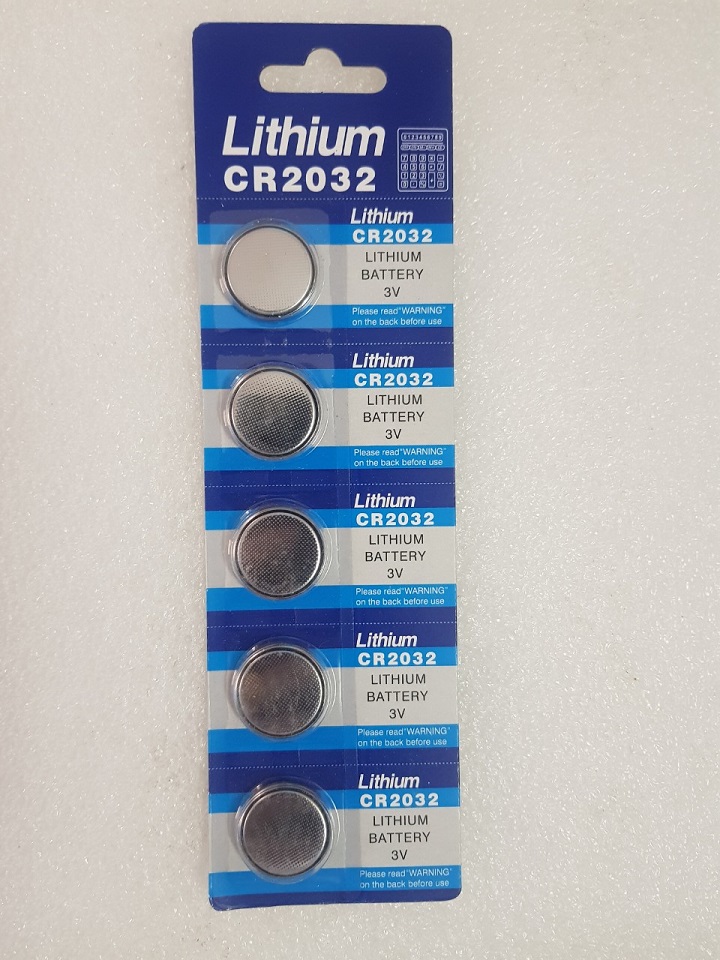 Lithium
CR2032
Lithium
CR2032
LITHIUM
BATTERY
3V
Please read"WARNING"
on the back before use
Lithium
CR2032
LITHIUM
BATTERY
3V
Please read"WARNING"
on the back before use
Lithium
CR2032
LITHIUM
BATTERY
3V
Please read"WARNING"
on the back before use
Lithium
CR2032
LITHIUM
BATTERY
3V
Please read"WARNING"
on the back before use
Lithium
CR2032
LITHIUM
BATTERY
3V
Please read"WARNING"
on the back before use